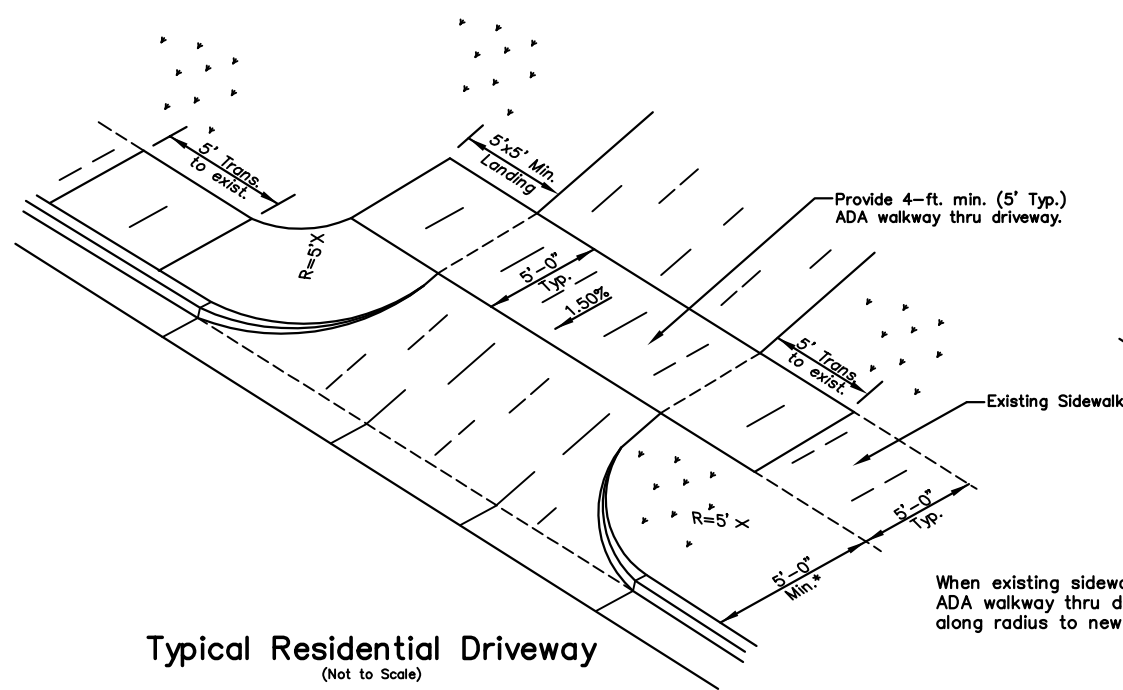 5' Trans.
to exist.
5'x5' Min.
Landing
Provide 4-ft. min. (5' Typ.)
ADA walkway thru driveway.
R=5'X
5'-0"
Typ.
1.50%
5' Trans.
to exist.
Existing Sidewalk
R=5' X
5'-0"
Typ.
5'-0"
Min.*
When existing sidew
ADA walkway thru d
along radius to new
Typical Residential Driveway
(Not to Scale)